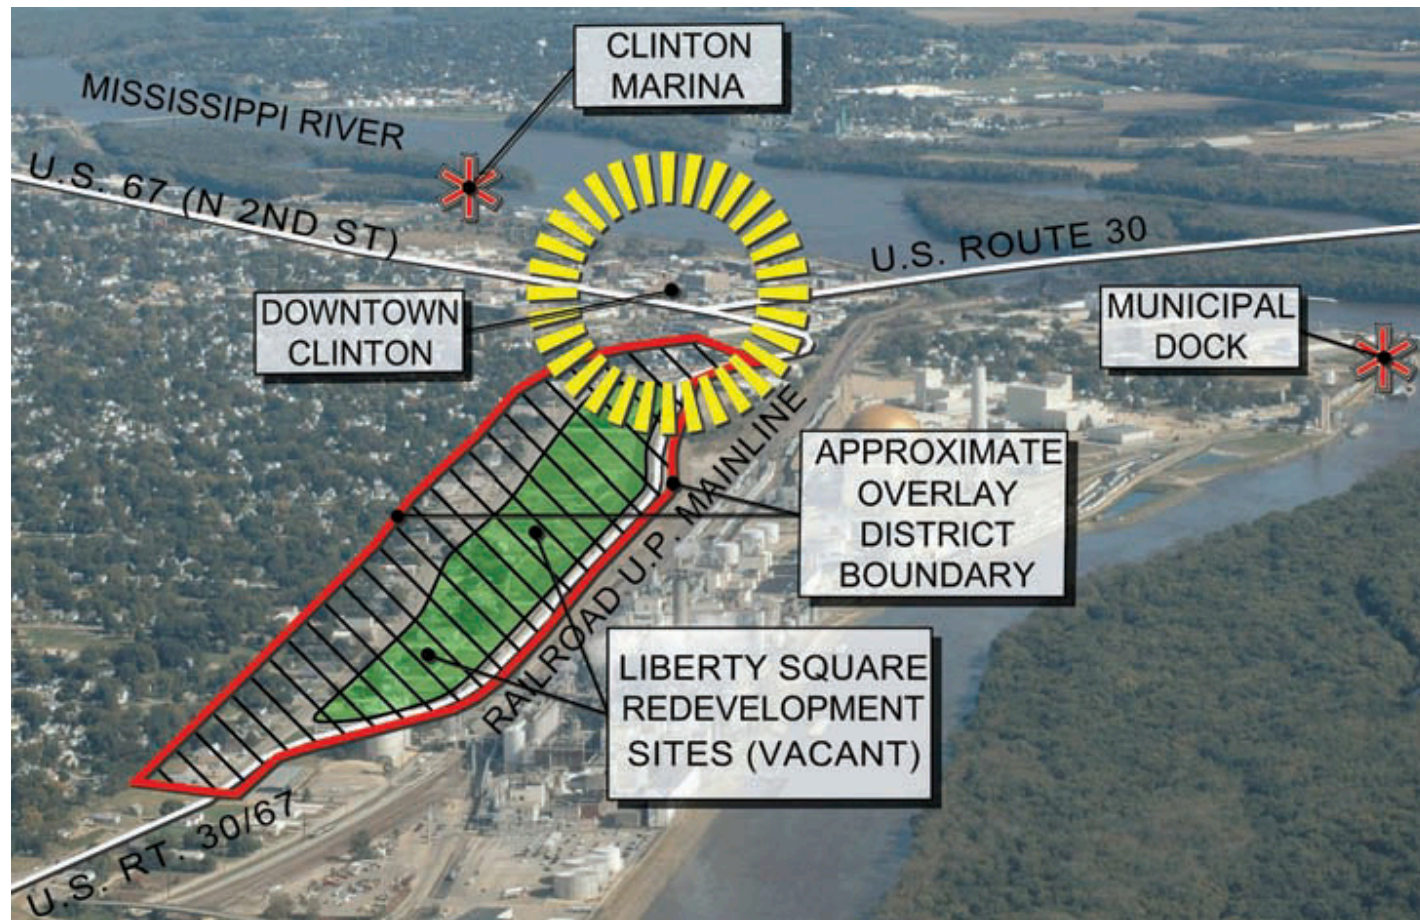 CLINTON
MARINA
MISSISSIPPI RIVER
U.S. 67 (N 2ND ST)
U.S. ROUTE 30
DOWNTOWN
CLINTON
MUNICIPAL
DOCK
APPROXIMATE
OVERLAY
DISTRICT
BOUNDARY
RAILROAD U.P. MAINLINE
LIBERTY SQUARE
REDEVELOPMENT
SITES (VACANT)
U.S. RT. 30/67